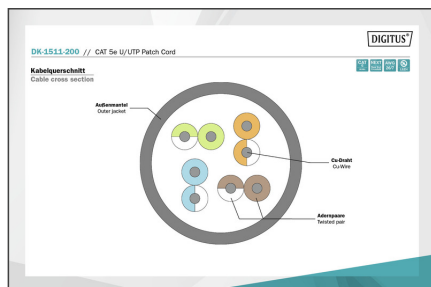 DIGITUS®
DK-1511-200 // CAT 5e U/UTP Patch Cord
Kabelquerschnitt
Cable cross section
Außenmantel
Outer jacket
Cu-Draht
Cu-Wire
Aderspaare
Twisted pair